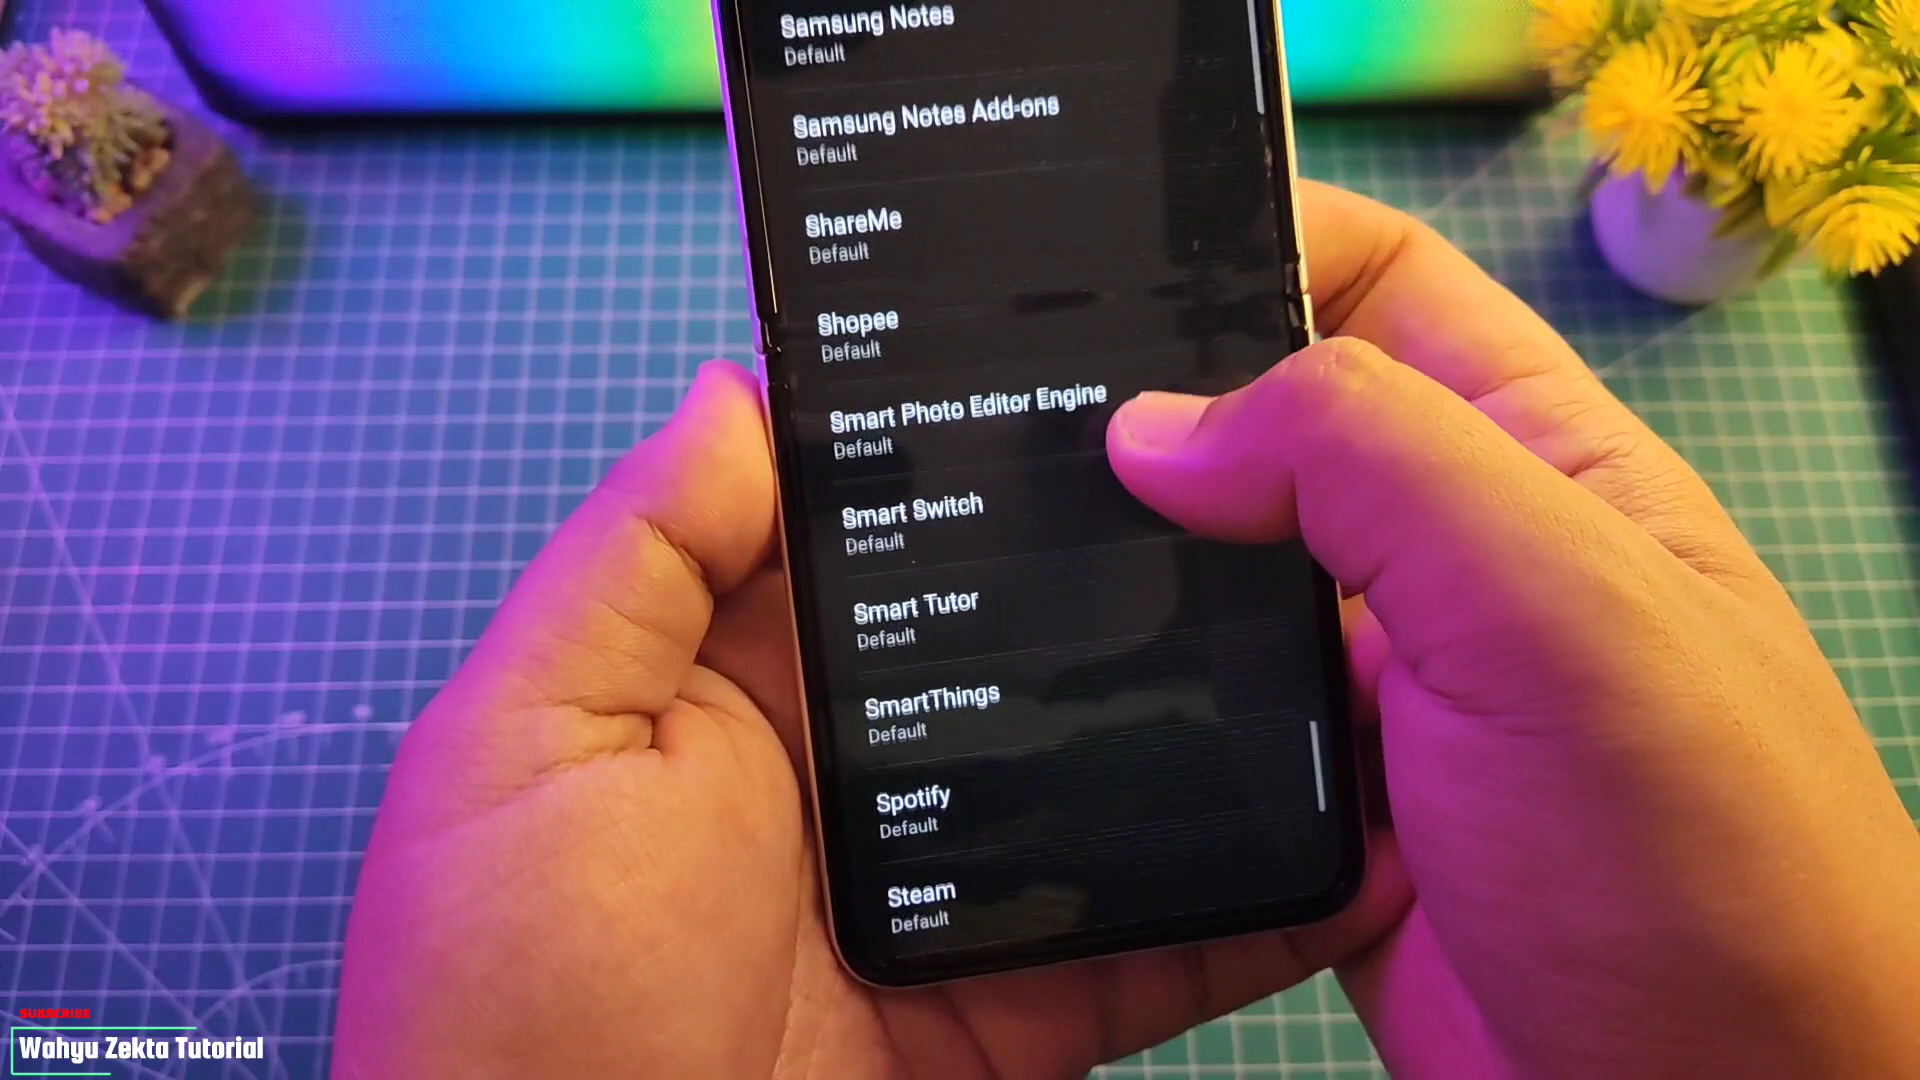 Samsung Notes
Default
Samsung Notes Add-ons
Default
ShareMe
Default
Shopee
Default
Smart Photo Editor Engine
Default
Smart Switch
Default
Smart Tutor
Default
SmartThings
Default
Spotify
Default
Steam
Default
SUBSCRIBE
Wahyu Zekta Tutorial